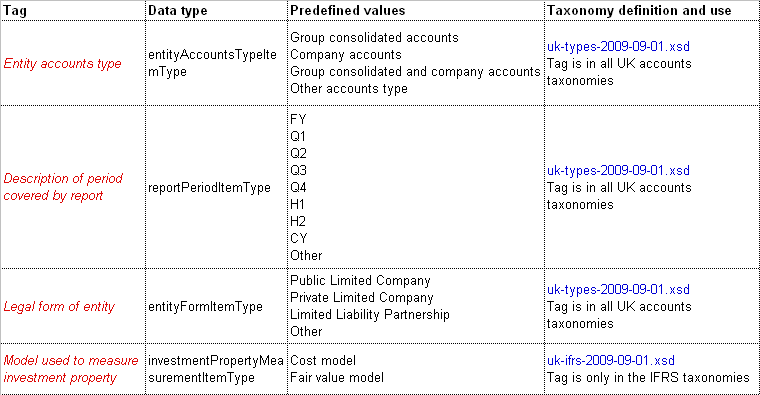 Tag Data type Predefined values Taxonomy definition and use
Entity accounts type
entityAccountsTypeIte
mType
Group consolidated accounts
Company accounts
Group consolidated and company accounts
Other accounts type
uk-types-2009-09-01.xsd
Tag is in all UK accounts
taxonomies
Description of period
covered by report
reportPeriodItemType
FY
Q1
Q2
Q3
Q4
H1
H2
CY
Other
uk-types-2009-09-01.xsd
Tag is in all UK accounts
taxonomies
Legal form of entity
entityFormItemType
Public Limited Company
Private Limited Company
Limited Liability Partnership
Other
uk-types-2009-09-01.xsd
Tag is in all UK accounts
taxonomies
Model used to measure
investment property
investmentPropertyMea
surementItemType
Cost model
Fair value model
uk-ifrs-2009-09-01.xsd
Tag is only in the IFRS taxonomies